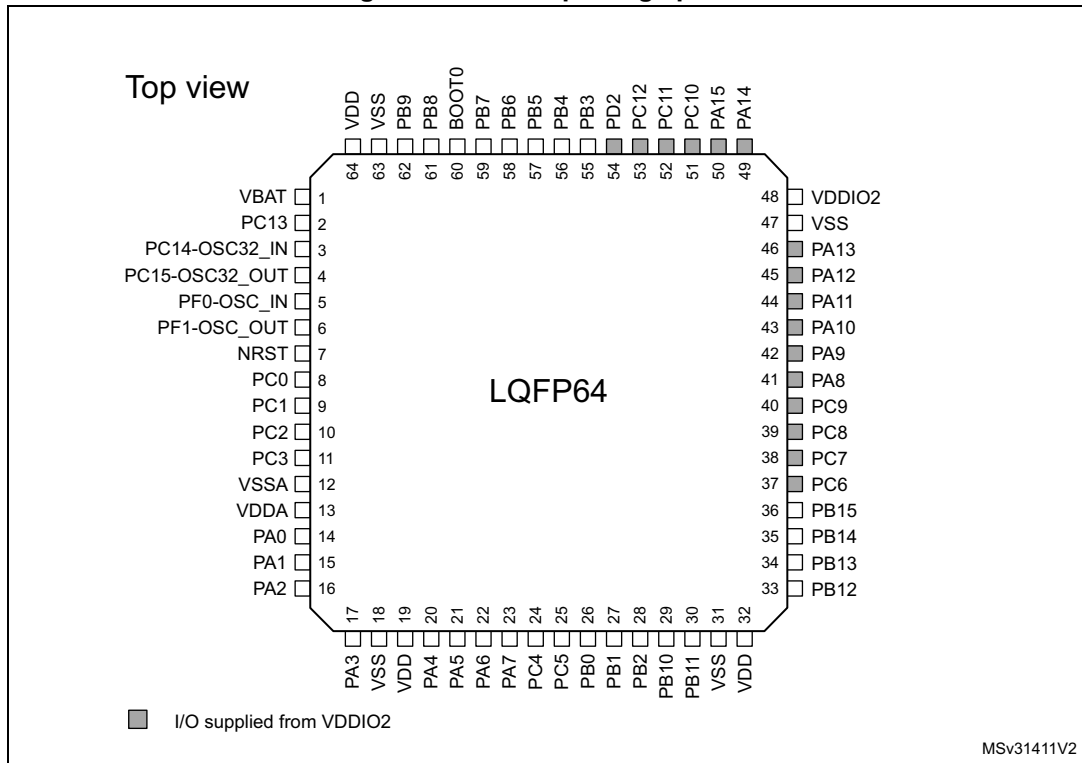 Top view
VDD
VSS
PB9
PB8
BOOT0
PB7
PB6
PB5
PB4
PB3
PD2
PC12
PC11
PC10
PA15
PA14
64
63
62
61
60
59
58
57
56
55
54
53
52
51
50
49
VBAT 1
PC13 2
PC14-OSC32_IN 3
PC15-OSC32_OUT 4
PF0-OSC_IN 5
PF1-OSC_OUT 6
NRST 7
PC0 8
PC1 9
PC2 10
PC3 11
VSSA 12
VDDA 13
PA0 14
PA1 15
PA2 16
LQFP64
48 VDDIO2
47 VSS
46 PA13
45 PA12
44 PA11
43 PA10
42 PA9
41 PA8
40 PC9
39 PC8
38 PC7
37 PC6
36 PB15
35 PB14
34 PB13
33 PB12
17
18
19
20
21
22
23
24
25
26
27
28
29
30
31
32
PA3
VSS
VDD
PA4
PA5
PA6
PA7
PC4
PC5
PB0
PB1
PB2
PB10
PB11
VSS
VDD
I/O supplied from VDDIO2
MSv31411V2